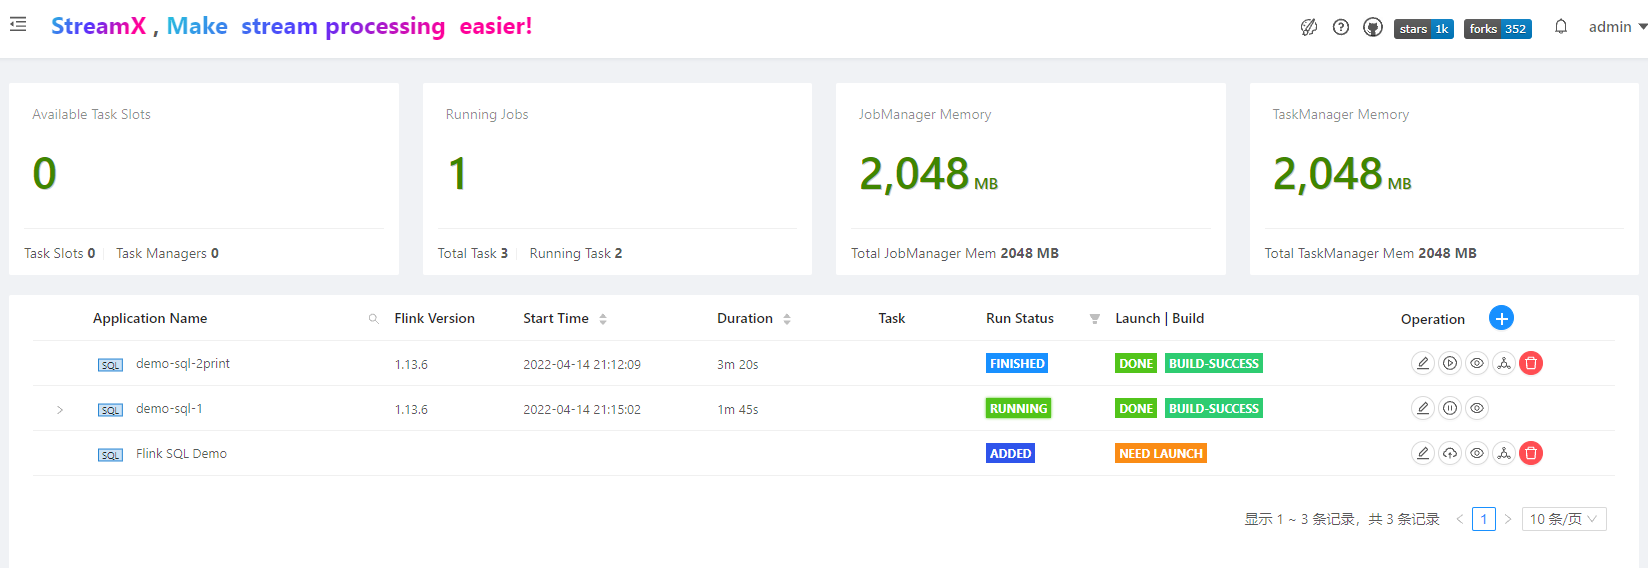 StreamX , Make stream processing easier!
stars 1k forks 352 admin
Available Task Slots
0
Task Slots 0 Task Managers 0
Running Jobs
1
Total Task 3 Running Task 2
JobManager Memory
2,048 MB
Total JobManager Mem 2048 MB
TaskManager Memory
2,048 MB
Total TaskManager Mem 2048 MB
Application Name Flink Version Start Time Duration Task Run Status Launch | Build Operation
SQL demo-sql-2print 1.13.6 2022-04-14 21:12:09 3m 20s FINISHED DONE BUILD-SUCCESS
SQL demo-sql-1 1.13.6 2022-04-14 21:15:02 1m 45s RUNNING DONE BUILD-SUCCESS
SQL Flink SQL Demo ADDED NEED LAUNCH
显示 1 ~ 3 条记录，共 3 条记录 < 1 > 10 条/页